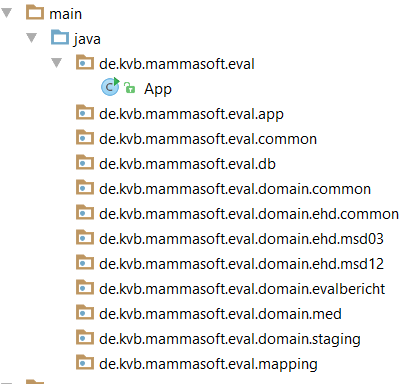 main
java
de.kvb.mammasoft.eval
C App
de.kvb.mammasoft.eval.app
de.kvb.mammasoft.eval.common
de.kvb.mammasoft.eval.db
de.kvb.mammasoft.eval.domain.common
de.kvb.mammasoft.eval.domain.ehd.common
de.kvb.mammasoft.eval.domain.ehd.msd03
de.kvb.mammasoft.eval.domain.ehd.msd12
de.kvb.mammasoft.eval.domain.evalbericht
de.kvb.mammasoft.eval.domain.med
de.kvb.mammasoft.eval.domain.staging
de.kvb.mammasoft.eval.mapping